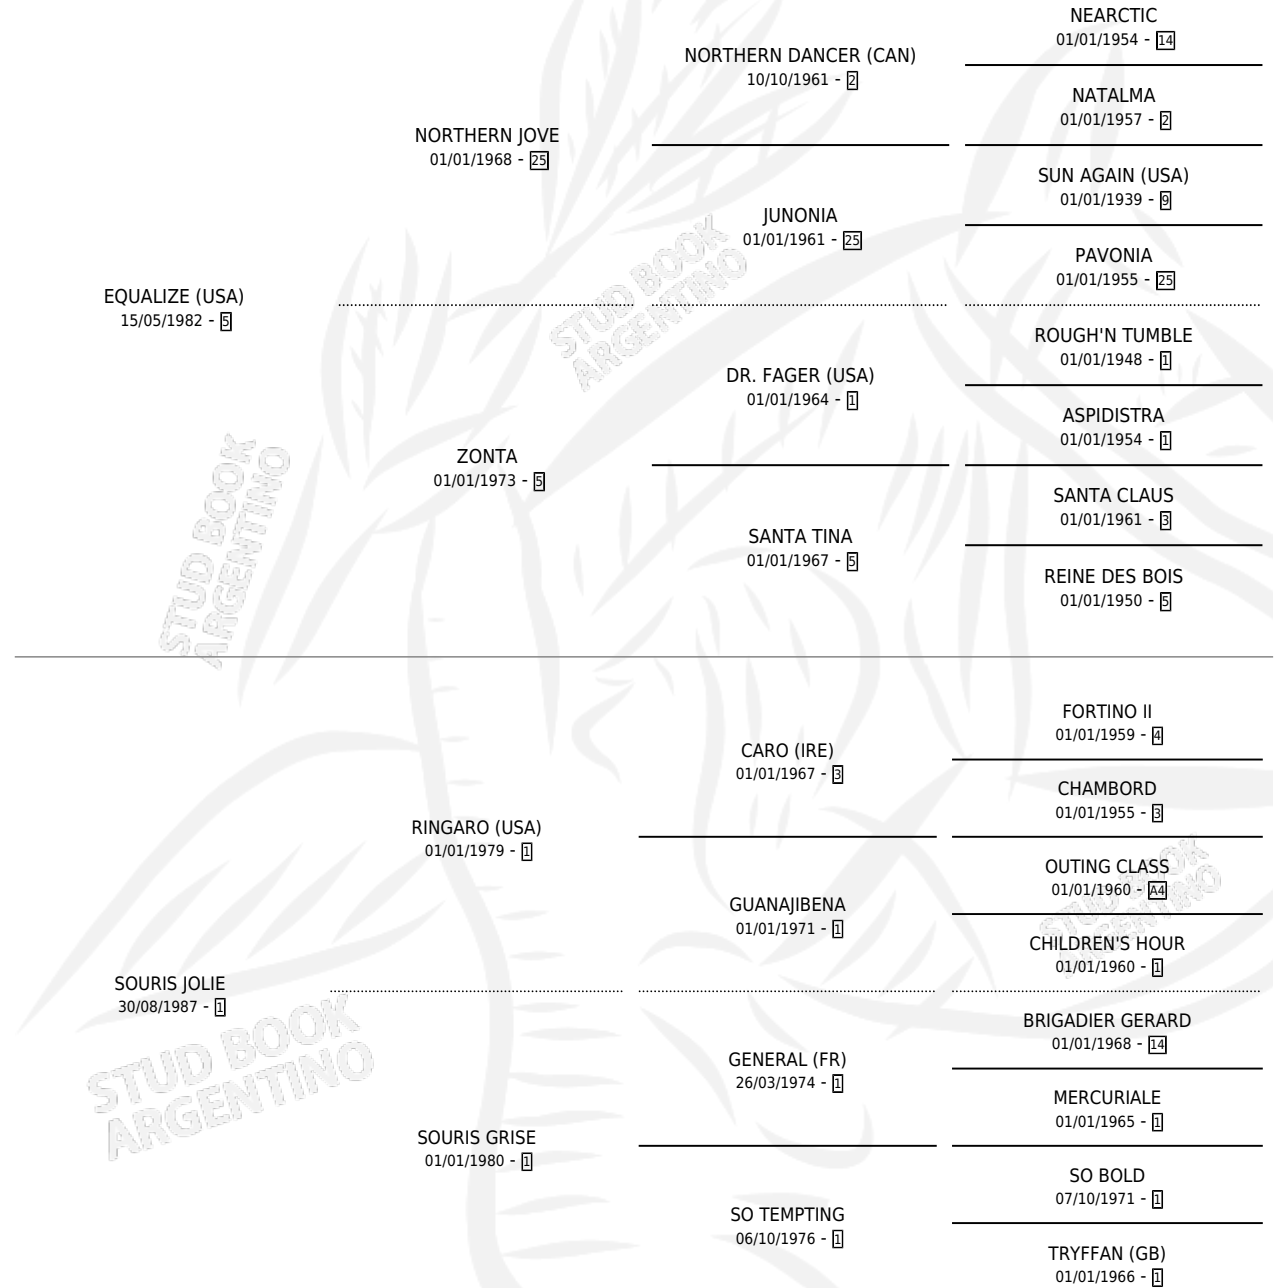 NEARCTIC
01/01/1954 - 14
NORTHERN DANCER (CAN)
10/10/1961 - 2
NATALMA
01/01/1957 - 2
NORTHERN JOVE
01/01/1968 - 25
SUN AGAIN (USA)
01/01/1939 - 9
JUNONIA
01/01/1961 - 25
PAVONIA
01/01/1955 - 25
EQUALIZE (USA)
15/05/1982 - 5
STUD BOOK
ARGENTINO
ROUGH'N TUMBLE
01/01/1948 - 1
DR. FAGER (USA)
01/01/1964 - 1
ASPIDISTRA
01/01/1954 - 1
ZONTA
01/01/1973 - 5
SANTA CLAUS
01/01/1961 - 3
SANTA TINA
01/01/1967 - 5
REINE DES BOIS
01/01/1950 - 5
STUD BOOK
ARGENTINO
FORTINO II
01/01/1959 - 4
CARO (IRE)
01/01/1967 - 3
CHAMBORD
01/01/1955 - 3
RINGARO (USA)
01/01/1979 - 1
OUTING CLASS
01/01/1960 - A4
GUANAJIBENA
01/01/1971 - 1
CHILDREN'S HOUR
01/01/1960 - 1
STUD BOOK
ARGENTINO
SOURIS JOLIE
30/08/1987 - 1
BRIGADIER GERARD
01/01/1968 - 14
GENERAL (FR)
26/03/1974 - 1
MERCURIALE
01/01/1965 - 1
STUD BOOK
ARGENTINO
SOURIS GRISE
01/01/1980 - 1
SO BOLD
07/10/1971 - 1
SO TEMPTING
06/10/1976 - 1
TRYFFAN (GB)
01/01/1966 - 1